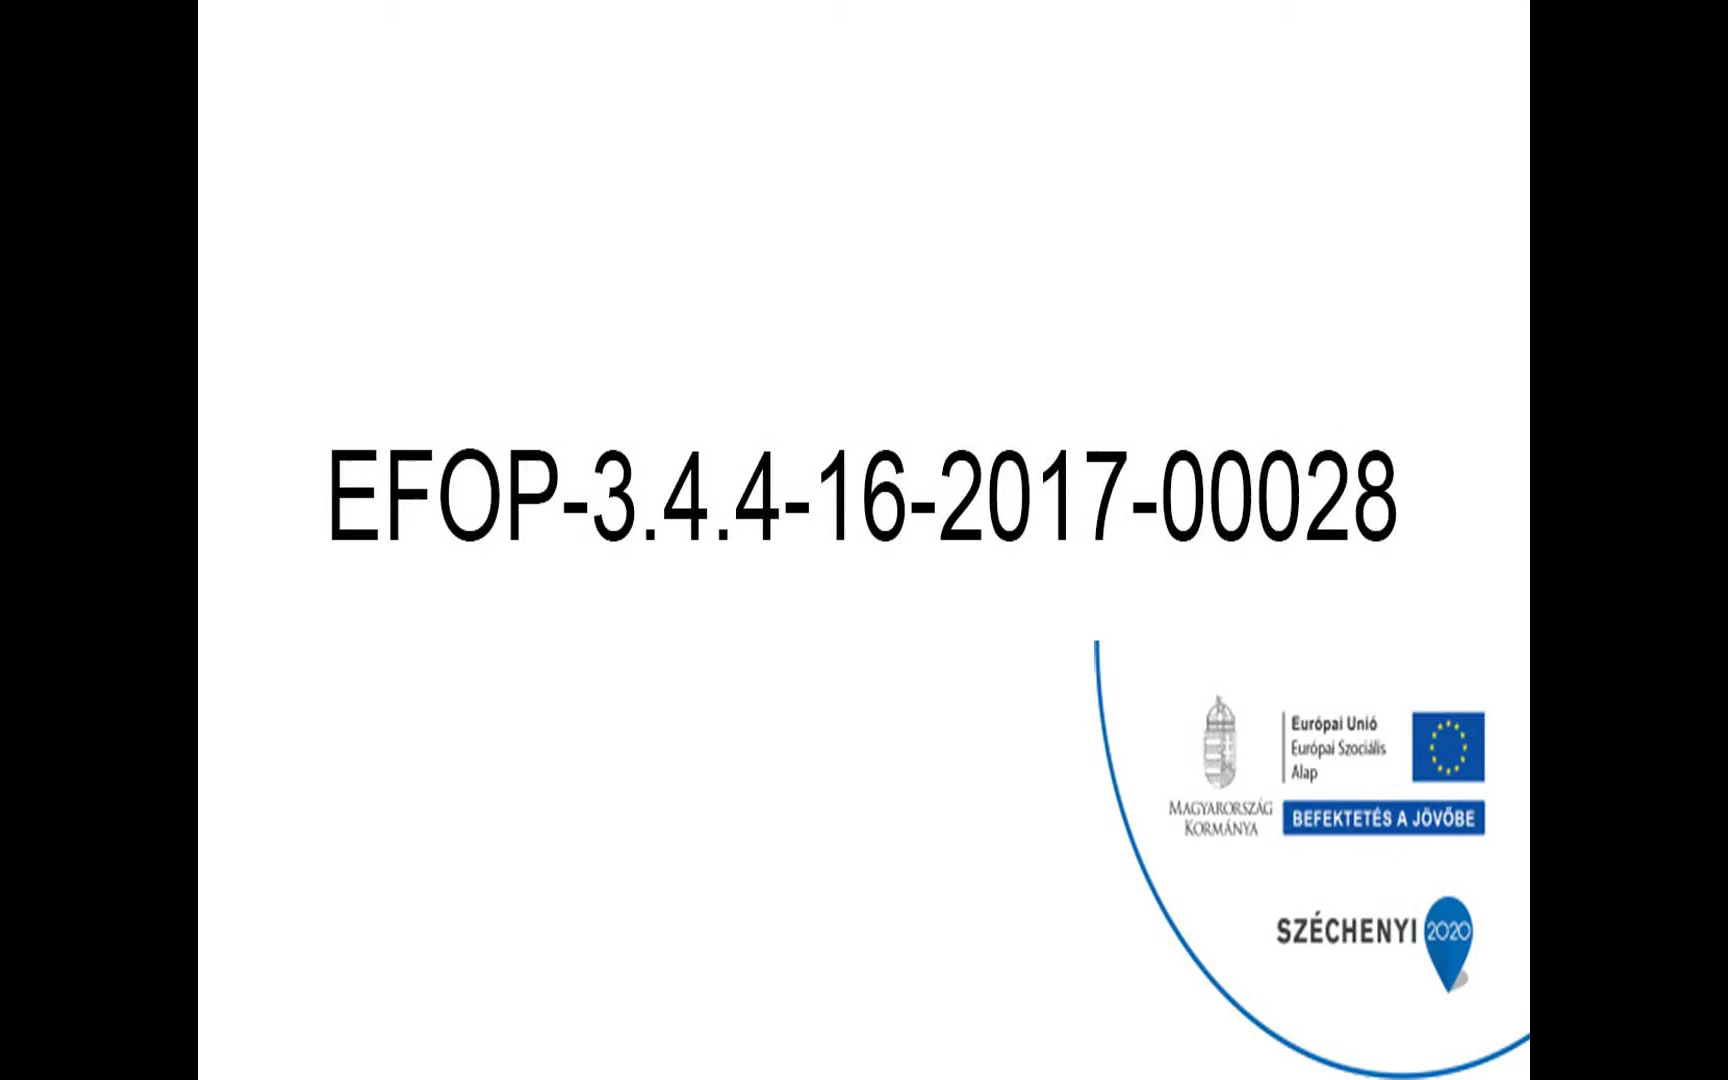 EFOP-3.4.4-16-2017-00028
Európai Unió
Európai Szociális
Alap
MAGYARORSZÁG
KORMÁNYA
BEFEKTETÉS A JÖVŐBE
SZÉCHENYI 2020